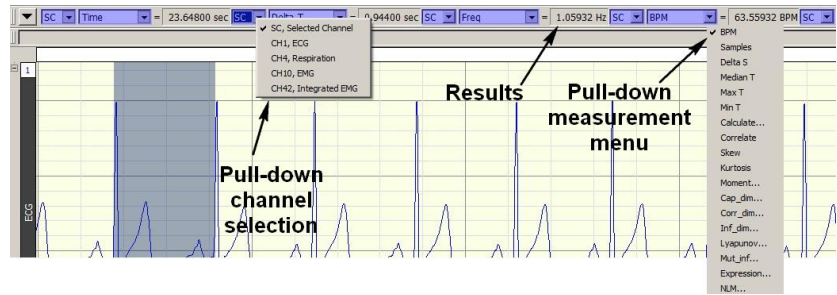 SC Time = 23.64800 sec SC Delta T = 0.94400 sec SC Freq = 1.05932 Hz SC BPM = 63.55932 BPM SC
SC, Selected Channel
CH1, ECG
CH4, Respiration
CH10, EMG
CH42, Integrated EMG
BPM
Samples
Delta S
Median T
Max T
Min T
Calculate...
Correlate
Skew
Kurtosis
Moment...
Cap_dim...
Corr_dim...
Inf_dim...
Lyapunov...
Mut_inf...
Expression...
NLM...
1
ECG
Results
Pull-down
measurement
menu
Pull-down
channel
selection